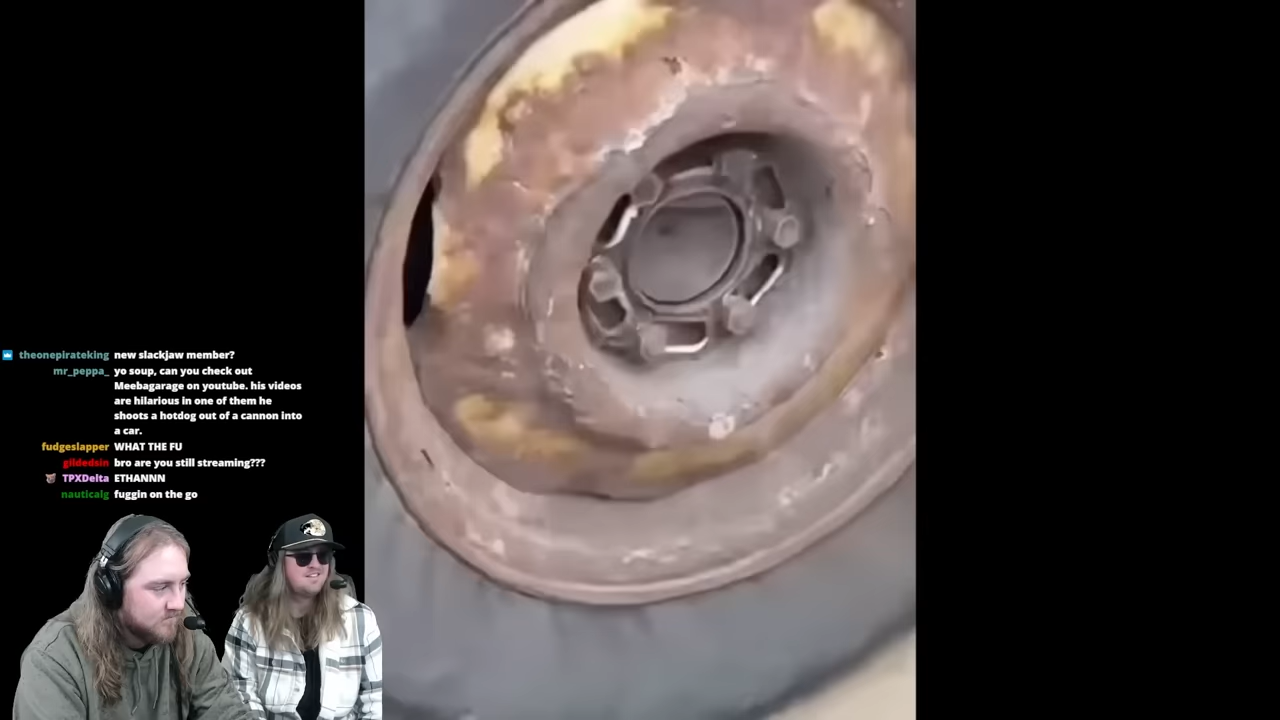 theonepirateking new slackjaw member?
mr_peppa_ yo soup, can you check out
Meebagarage on youtube. his videos
are hilarious in one of them he
shoots a hotdog out of a cannon into
a car.
fudgeslapper WHAT THE FU
gildedsin bro are you still streaming???
TPXDelta ETHANNN
nauticalg fuggin on the go